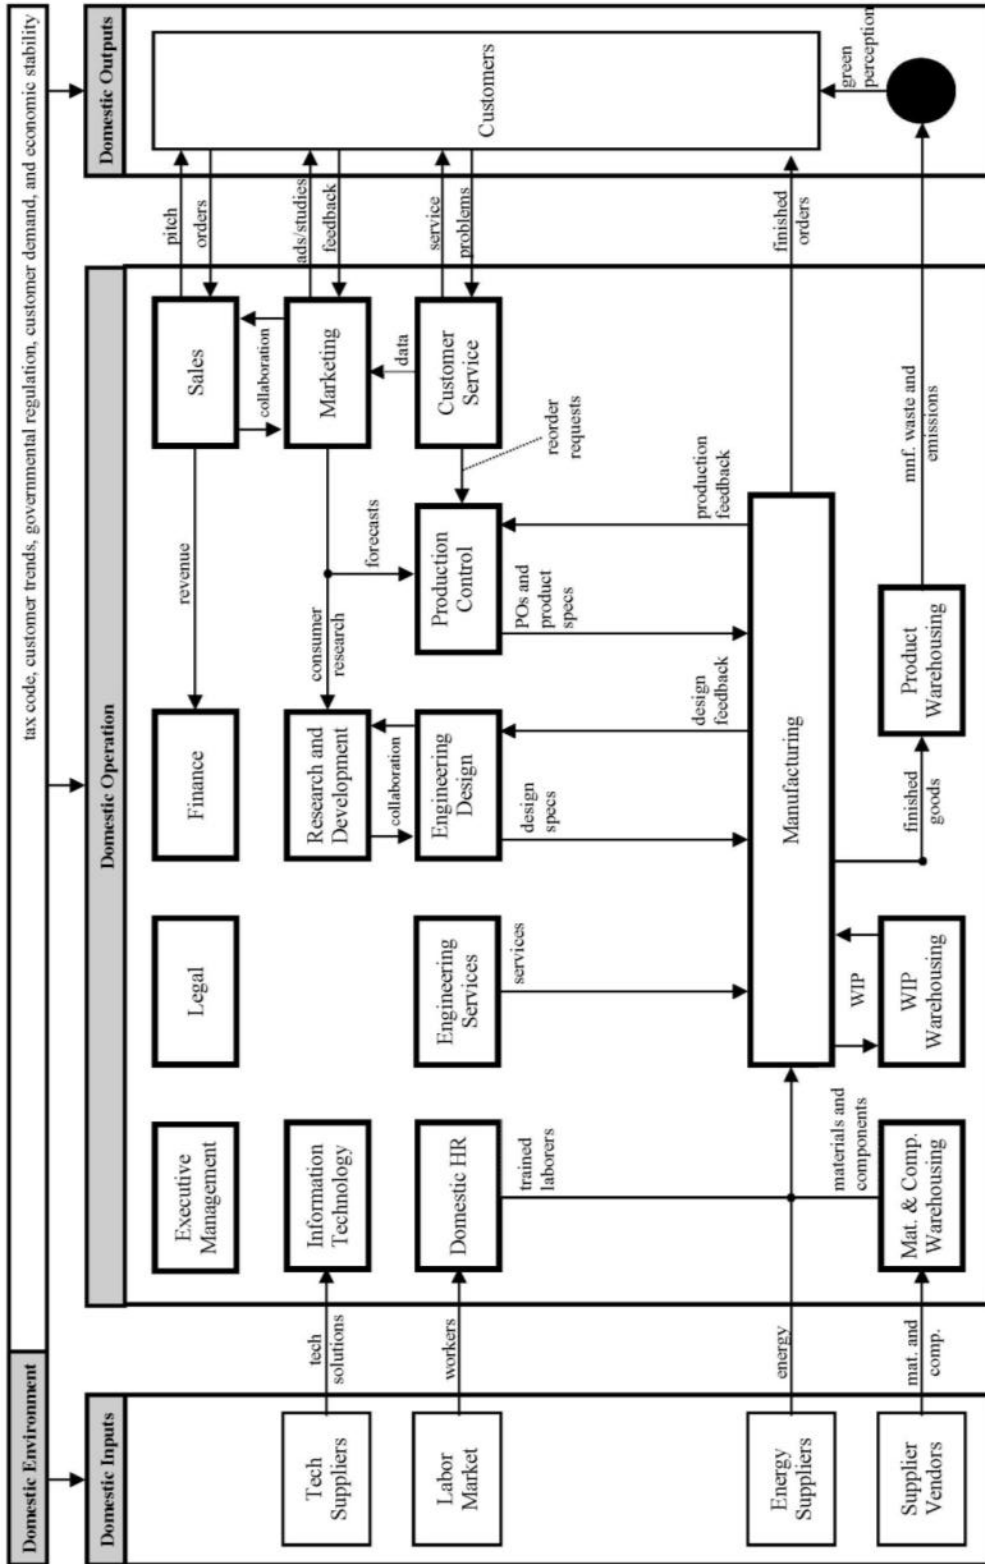 Domestic Environment
tax code, customer trends, governmental regulation, customer demand, and economic stability
Domestic Inputs
Domestic Operation
Domestic Outputs
Tech
Suppliers
Labor
Market
Energy
Suppliers
Supplier
Vendors
tech
solutions
workers
energy
mat. and
comp.
Executive
Management
Legal
Finance
revenue
Sales
pitch
orders
collaboration
Information
Technology
Research and
Development
consumer
research
Marketing
ads/studies
feedback
forecasts
collaboration
data
Domestic HR
Engineering
Services
Engineering
Design
Production
Control
Customer
Service
service
problems
reorder
requests
trained
laborers
services
design
specs
design
feedback
POs and
product
specs
production
feedback
Manufacturing
finished
orders
Customers
materials and
components
WIP
finished
goods
Mat. & Comp.
Warehousing
WIP
Warehousing
Product
Warehousing
mnf. waste and
emissions
green
perception